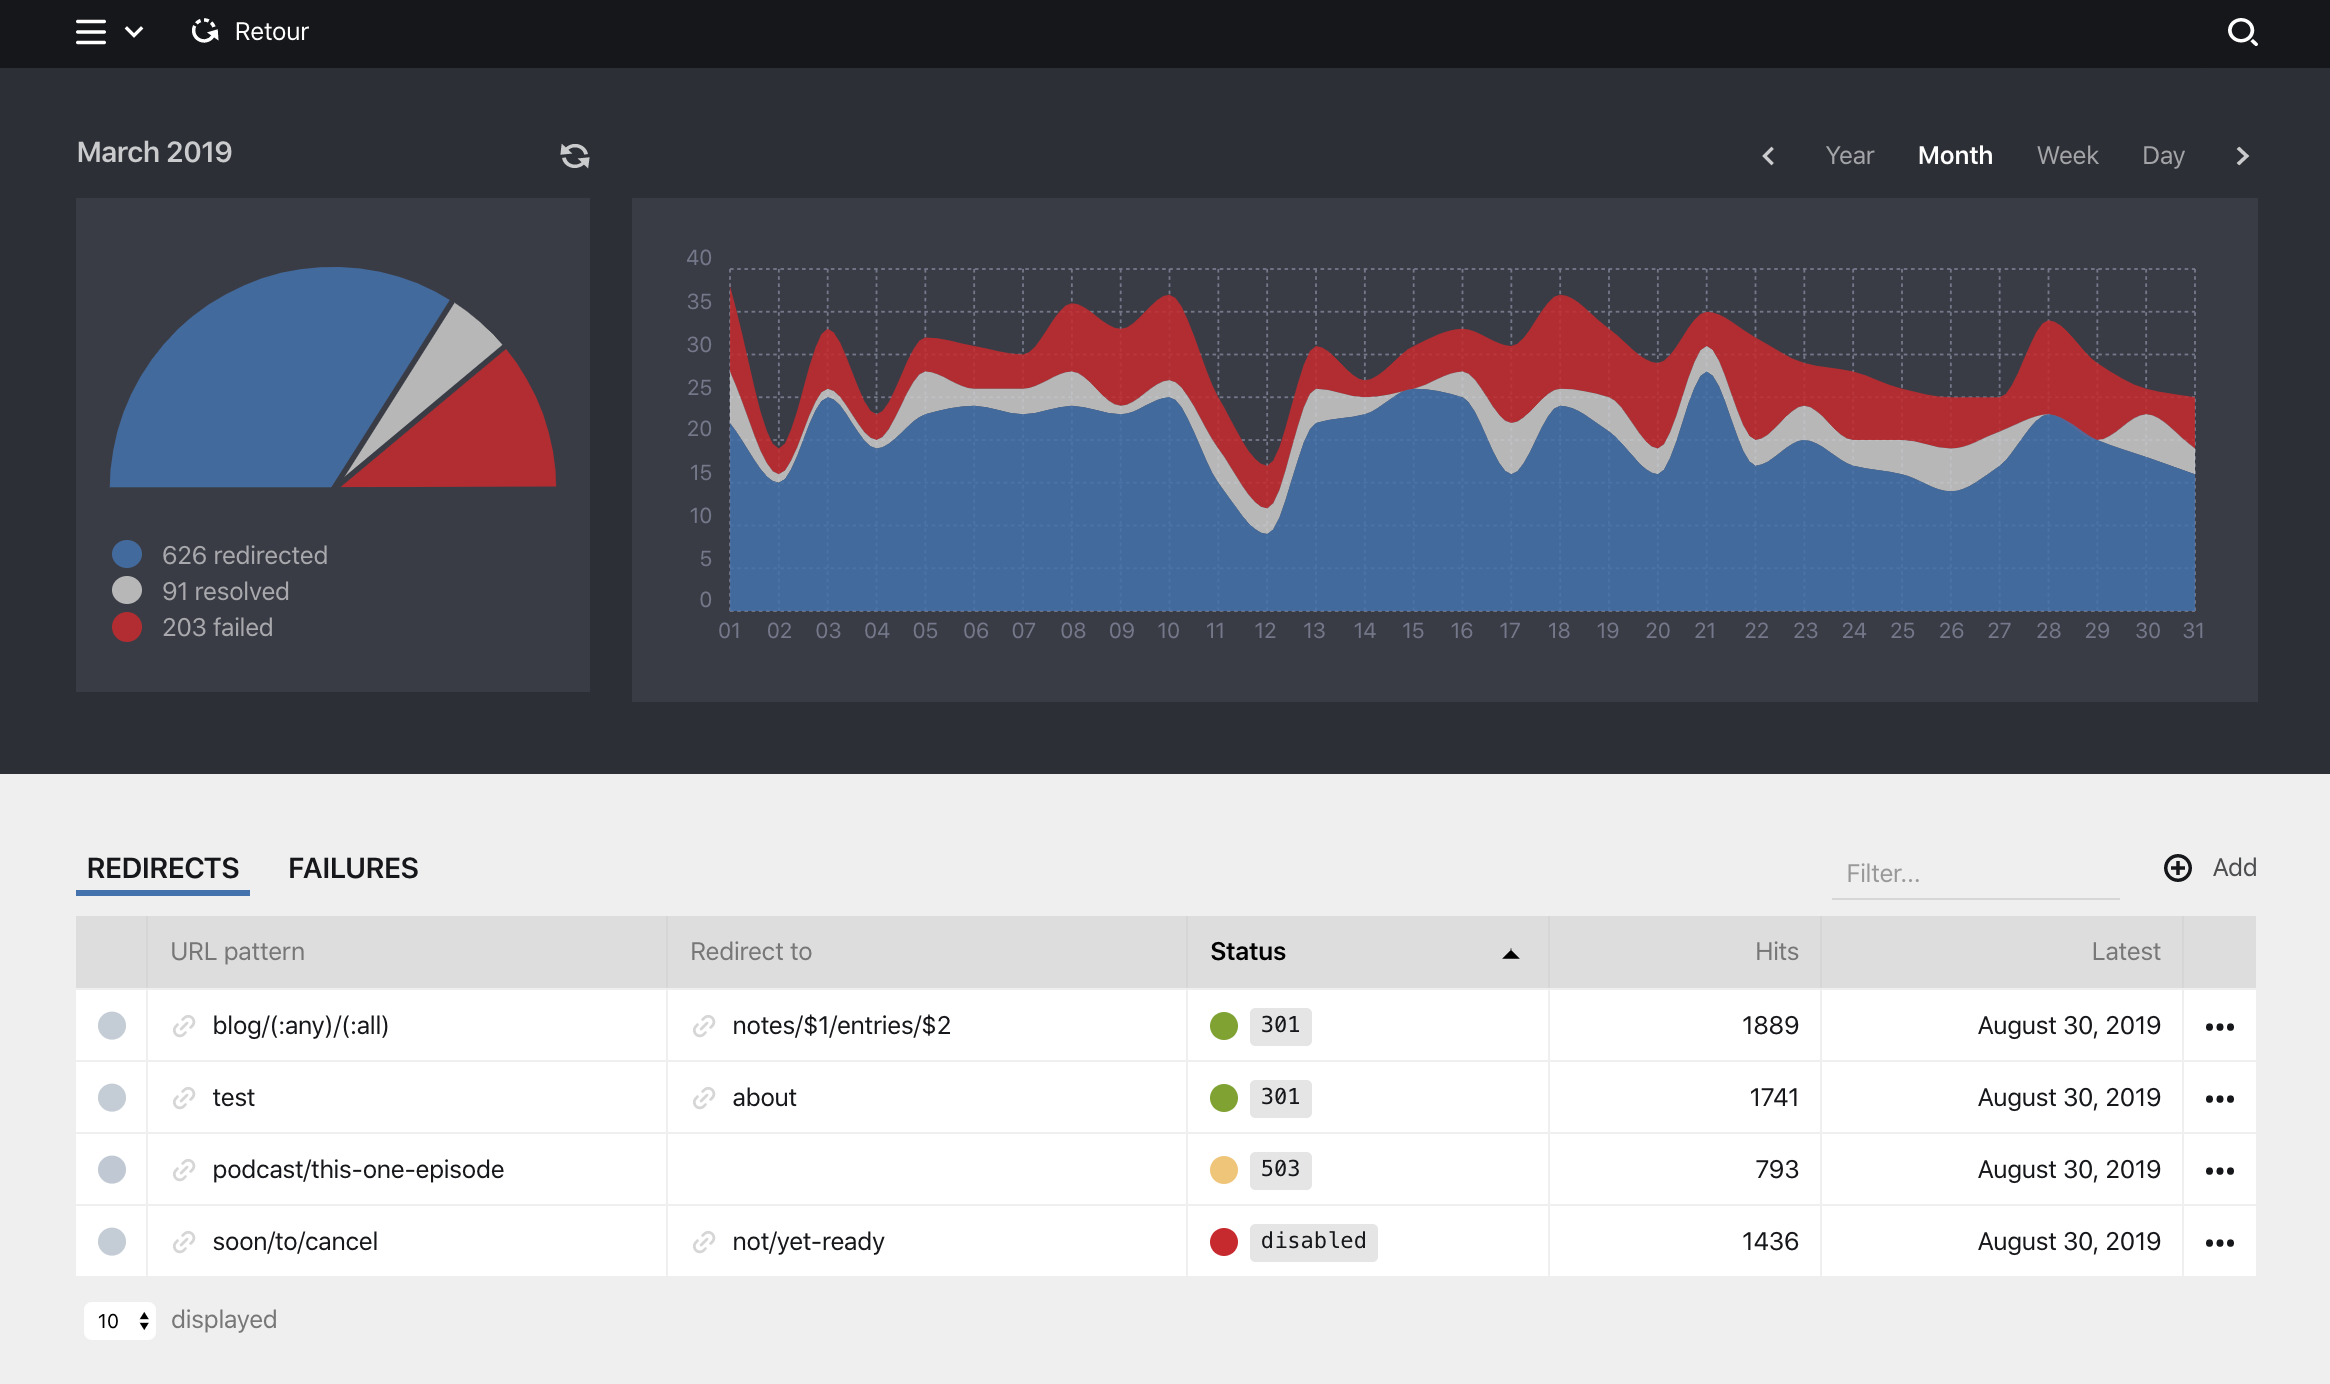 Retour
March 2019
Year Month Week Day
626 redirected
91 resolved
203 failed
40
35
30
25
20
15
10
5
0
01 02 03 04 05 06 07 08 09 10 11 12 13 14 15 16 17 18 19 20 21 22 23 24 25 26 27 28 29 30 31
REDIRECTS FAILURES Filter... Add
URL pattern Redirect to Status Hits Latest
blog/(:any)/(:all) notes/$1/entries/$2 301 1889 August 30, 2019
test about 301 1741 August 30, 2019
podcast/this-one-episode 503 793 August 30, 2019
soon/to/cancel not/yet-ready disabled 1436 August 30, 2019
10 displayed